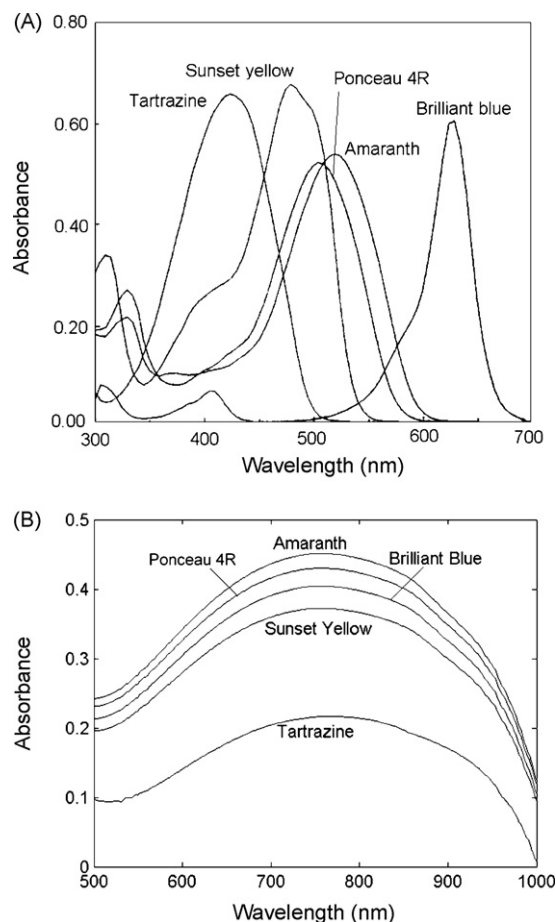 (A)
0.80
0.60
0.40
0.20
0.00
Absorbance
Sunset yellow
Tartrazine
Ponceau 4R
Brilliant blue
Amaranth
300
400
500
600
700
Wavelength (nm)
(B)
0.5
0.4
0.3
0.2
0.1
0
Absorbance
Amaranth
Ponceau 4R
Brilliant Blue
Sunset Yellow
Tartrazine
500
600
700
800
900
1000
Wavelength (nm)